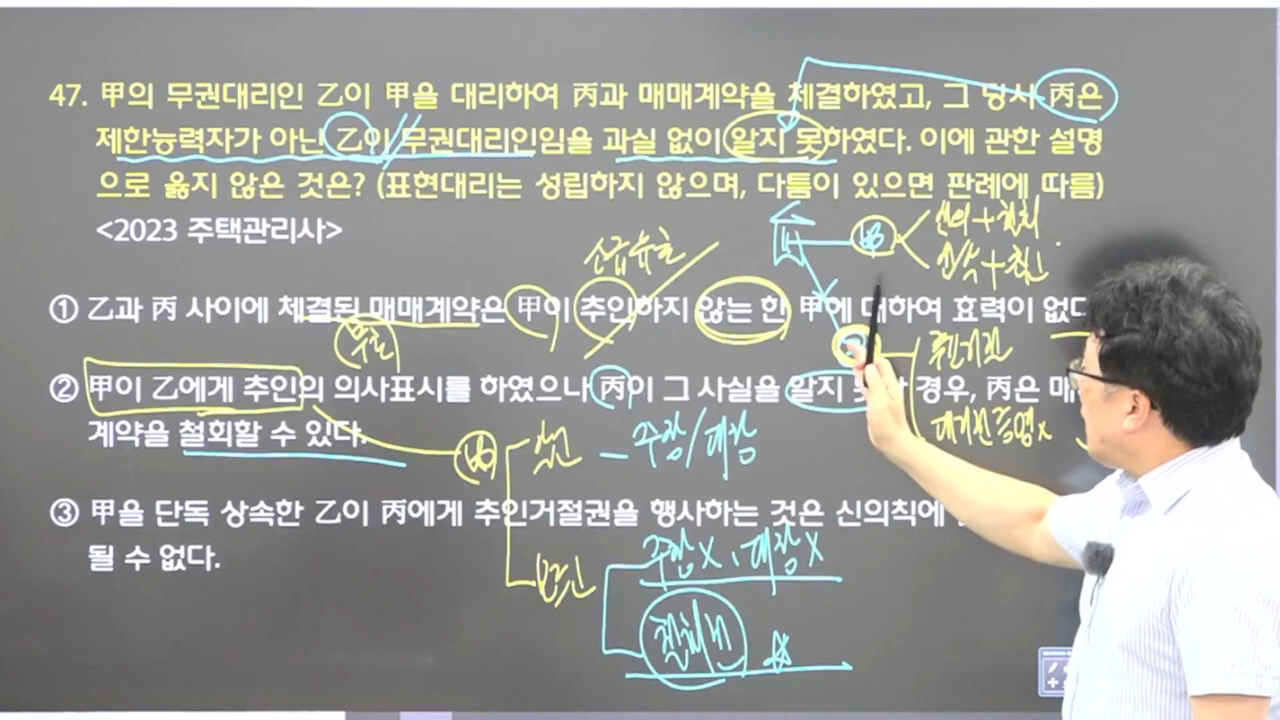 47. 甲의 무권대리인 乙이 甲을 대리하여 丙과 매매계약을 체결하였고, 그 당시 丙은
제한능력자가 아닌 乙이 무권대리인임을 과실 없이 알지 못하였다. 이에 관한 설명
으로 옳지 않은 것은? (표현대리는 성립하지 않으며, 다툼이 있으면 판례에 따름)
<2023 주택관리사>
소급유효
① 乙과 丙 사이에 체결된 매매계약은 甲이 추인하지 않는 한 甲에 대하여 효력이 없다
무효
② 甲이 乙에게 추인의 의사표시를 하였으나 丙이 그 사실을 알지 못한 경우, 丙은 매
계약을 철회할 수 있다.
주장/대항
③ 甲을 단독 상속한 乙이 丙에게 추인거절권을 행사하는 것은 신의칙에
될 수 없다.
주장X, 대항X